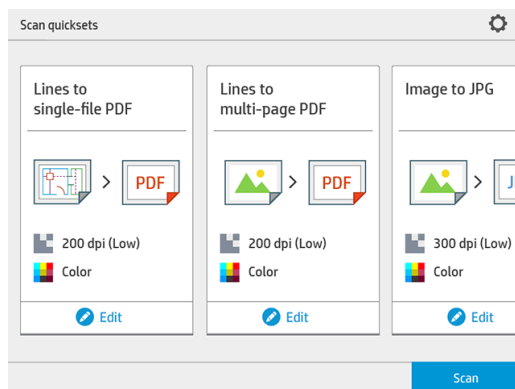 Scan quicksets
Lines to
single-file PDF
PDF
200 dpi (Low)
Color
Edit
Lines to
multi-page PDF
PDF
200 dpi (Low)
Color
Edit
Image to JPG
300 dpi (Low)
Color
Edit
Scan